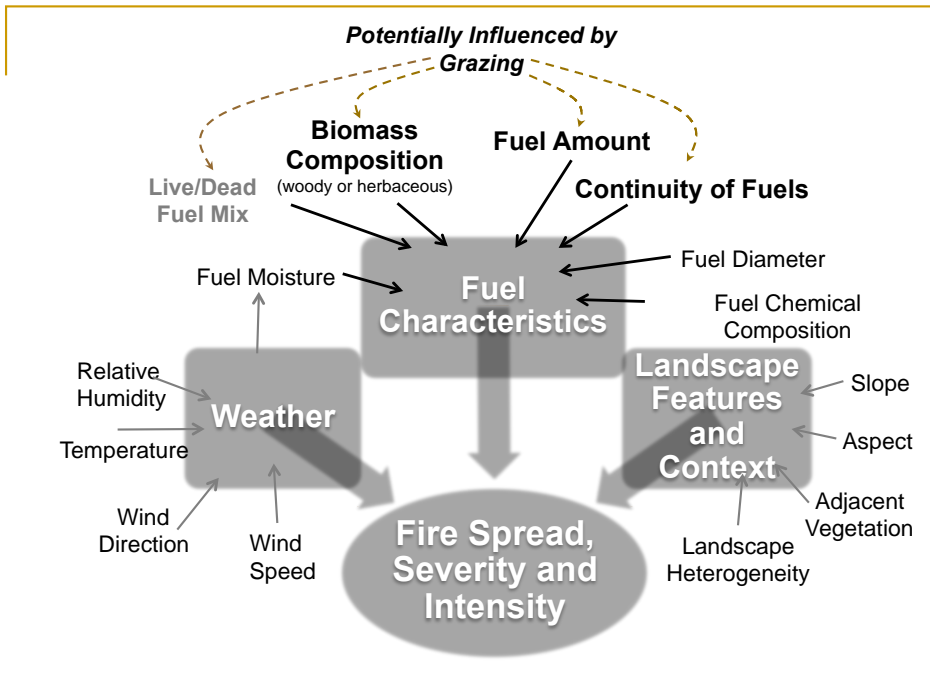 Potentially Influenced by
Grazing
Biomass
Composition
(woody or herbaceous)
Fuel Amount
Live/Dead
Fuel Mix
Continuity of Fuels
Fuel Moisture
Fuel
Characteristics
Fuel Diameter
Fuel Chemical
Composition
Relative
Humidity
Weather
Temperature
Wind
Direction
Wind
Speed
Landscape
Features
and
Context
Slope
Aspect
Adjacent
Vegetation
Landscape
Heterogeneity
Fire Spread,
Severity and
Intensity